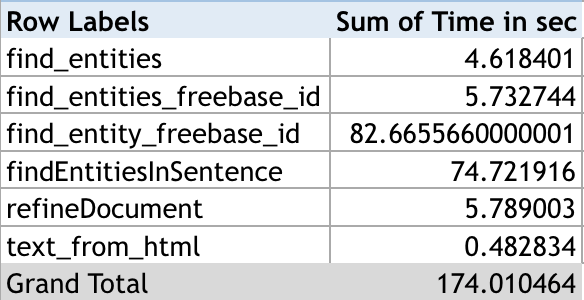 Row Labels Sum of Time in sec
find_entities 4.618401
find_entities_freebase_id 5.732744
find_entity_freebase_id 82.6655660000001
findEntitiesInSentence 74.721916
refineDocument 5.789003
text_from_html 0.482834
Grand Total 174.010464